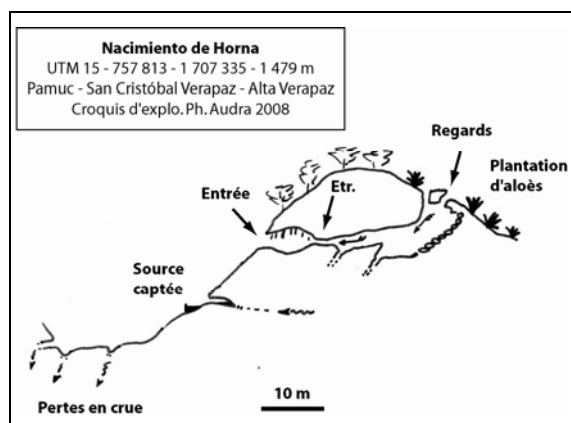 Nacimiento de Horna
UTM 15 - 757 813 - 1 707 335 - 1 479 m
Pamuc - San Cristóbal Verapaz - Alta Verapaz
Croquis d'explo. Ph. Audra 2008
Regards
Plantation
d'aloès
Etr.
Entrée
Source
captée
10 m
Pertes en crue